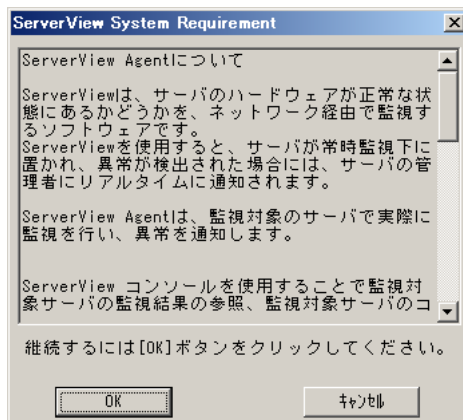 ServerView System Requirement
ServerView Agentについて
ServerViewは、サーバのハードウェアが正常な状
態にあるかどうかを、ネットワーク経由で監視す
るソフトウェアです。
ServerViewを使用すると、サーバが常時監視下に
置かれ、異常が検出された場合には、サーバの管
理者にリアルタイムに通知されます。
ServerView Agentは、監視対象のサーバで実際に
監視を行い、異常を通知します。
ServerView コンソールを使用することで監視対
象サーバの監視結果の参照、監視対象サーバのコ
継続するには[OK]ボタンをクリックしてください。
OK
ｷｬﾝｾﾙ